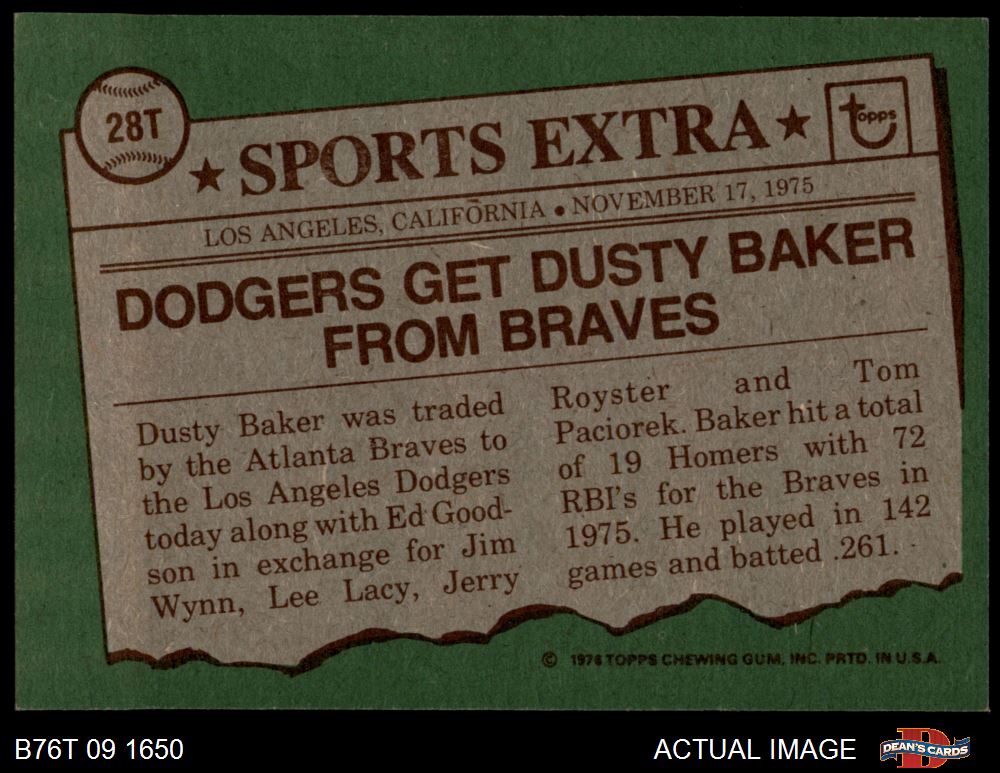 28T
★ SPORTS EXTRA ★
topps
LOS ANGELES, CALIFORNIA • NOVEMBER 17, 1975
DODGERS GET DUSTY BAKER
FROM BRAVES
Dusty Baker was traded
by the Atlanta Braves to
the Los Angeles Dodgers
today along with Ed Good-
son in exchange for Jim
Wynn, Lee Lacy, Jerry
Royster and Tom
Paciorek. Baker hit a total
of 19 Homers with 72
RBI's for the Braves in
1975. He played in 142
games and batted .261.
© 1976 TOPPS CHEWING GUM, INC. PRTD. IN U.S.A.
B76T 09 1650
ACTUAL IMAGE
DEAN'S CARDS